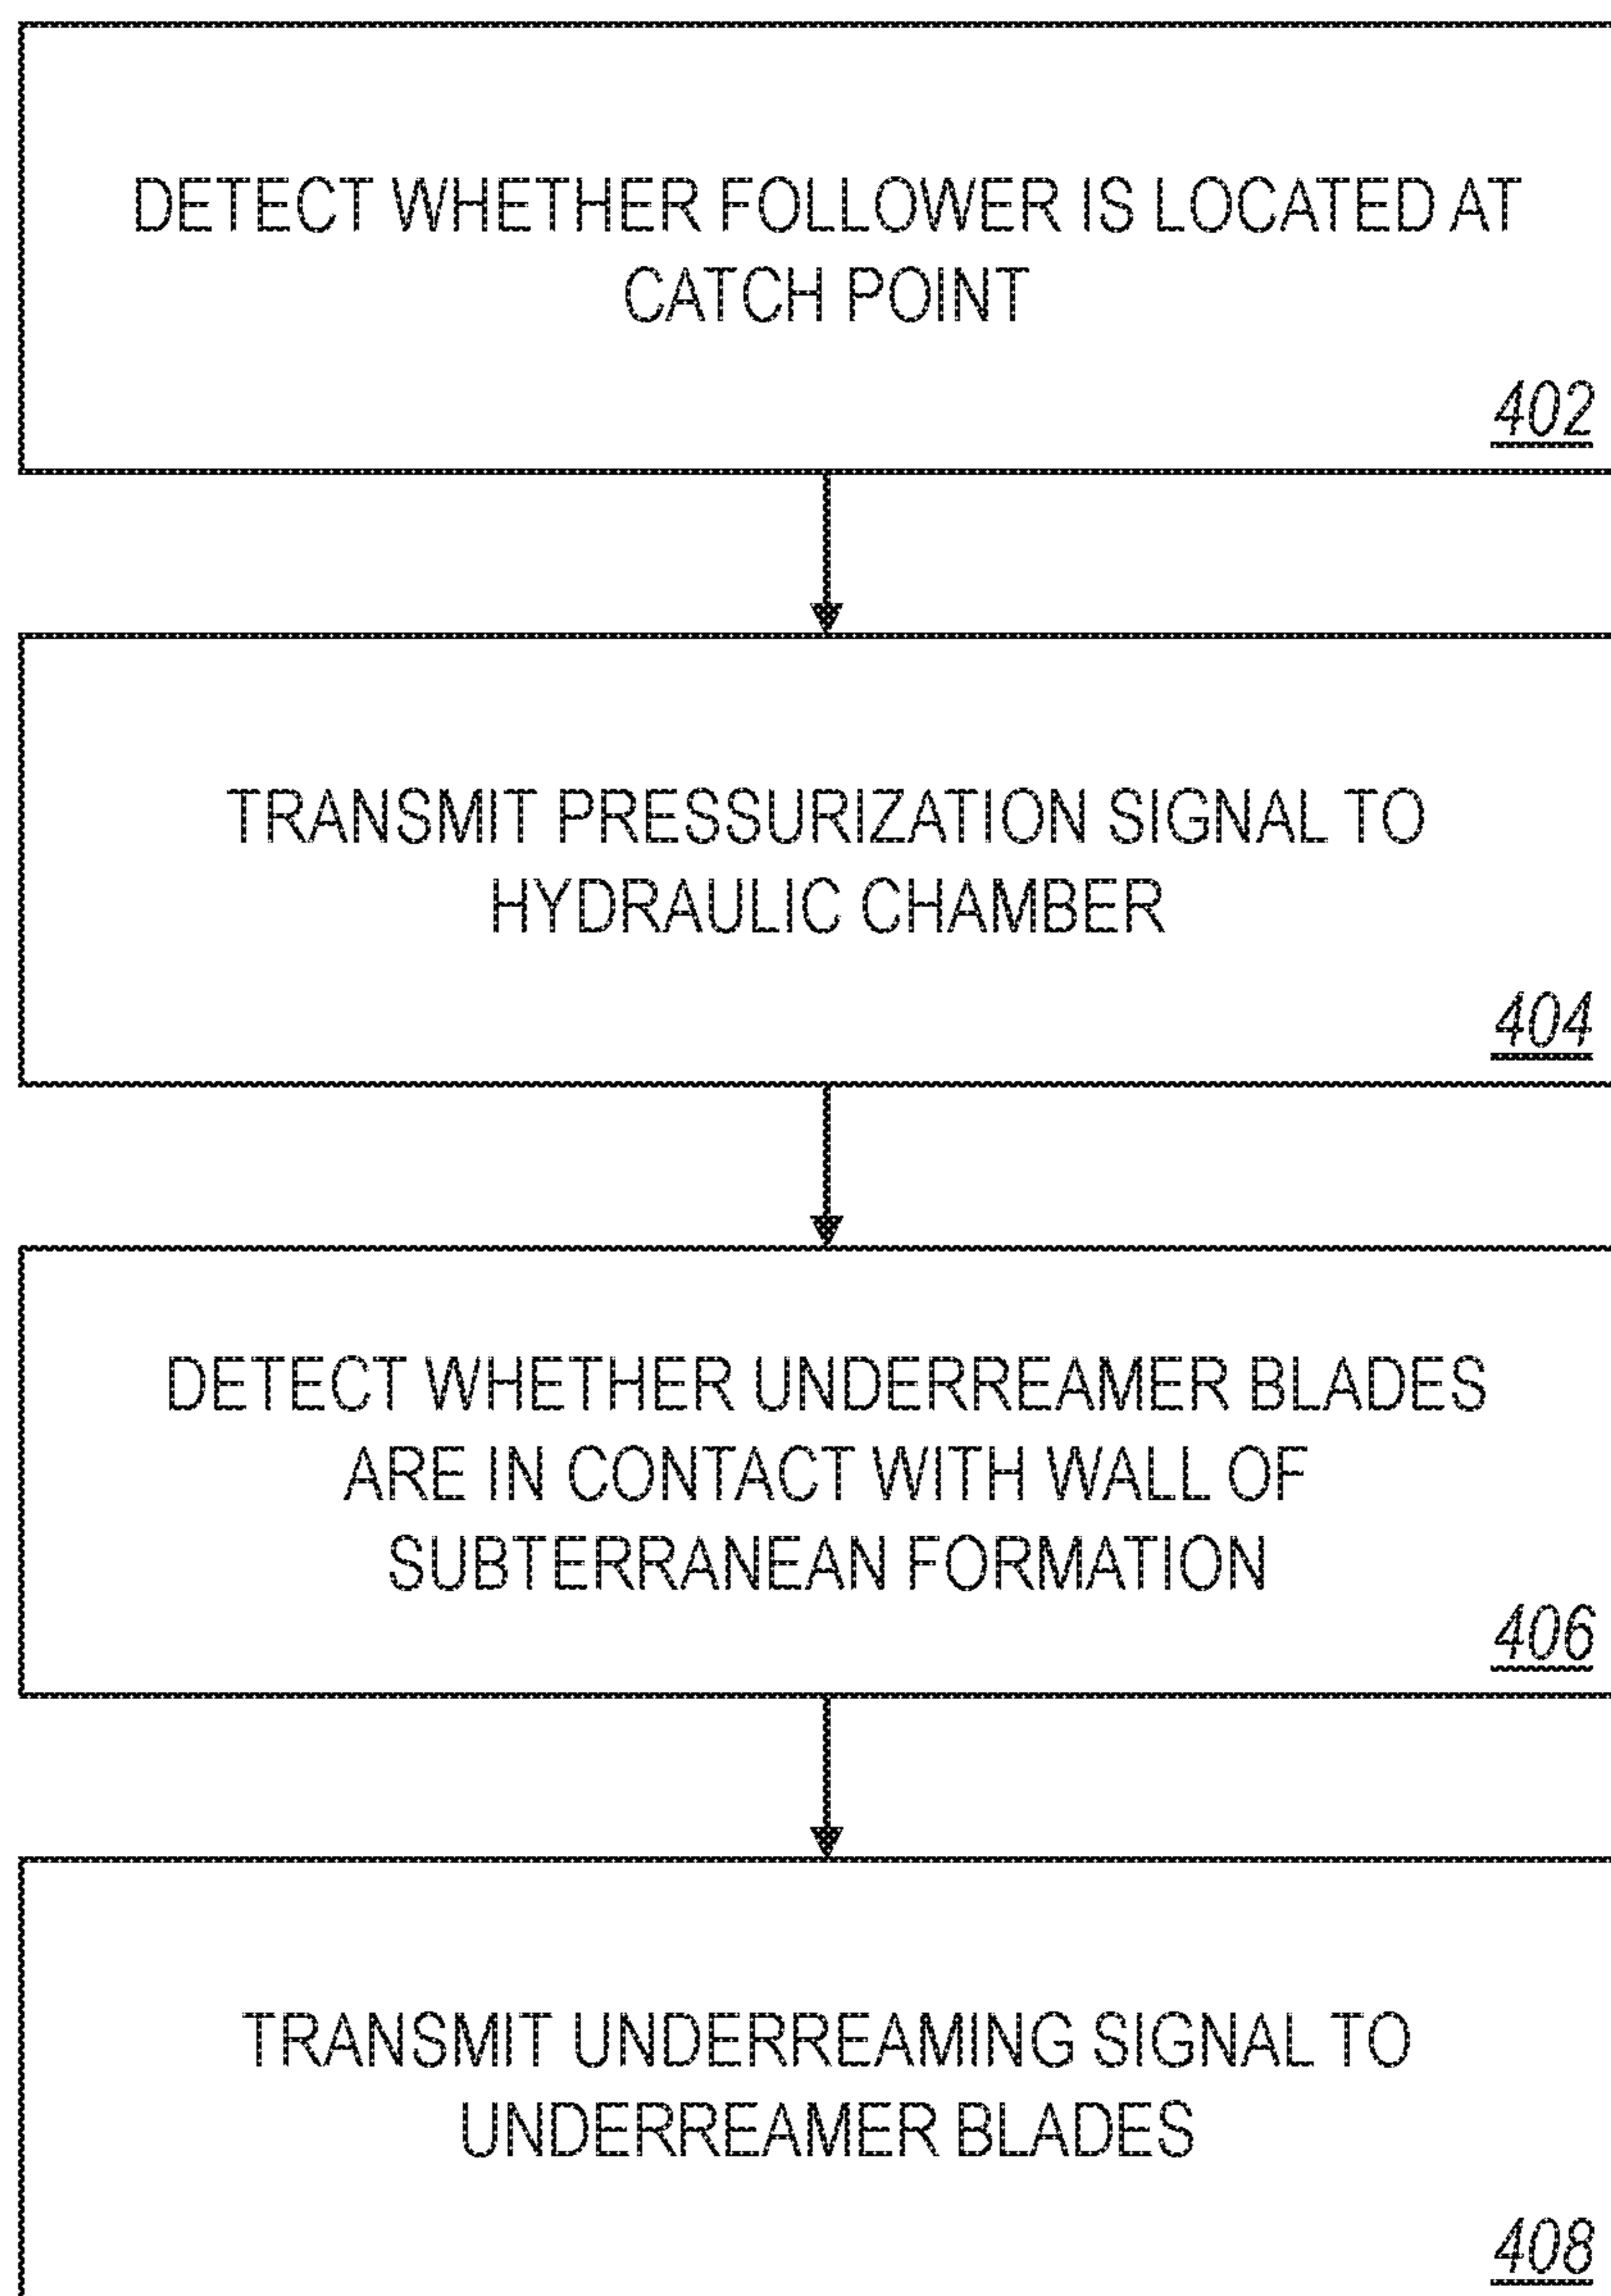 DETECT WHETHER FOLLOWER IS LOCATED AT
CATCH POINT
402
TRANSMIT PRESSURIZATION SIGNAL TO
HYDRAULIC CHAMBER
404
DETECT WHETHER UNDERREAMER BLADES
ARE IN CONTACT WITH WALL OF
SUBTERRANEAN FORMATION
406
TRANSMIT UNDERREAMING SIGNAL TO
UNDERREAMER BLADES
408